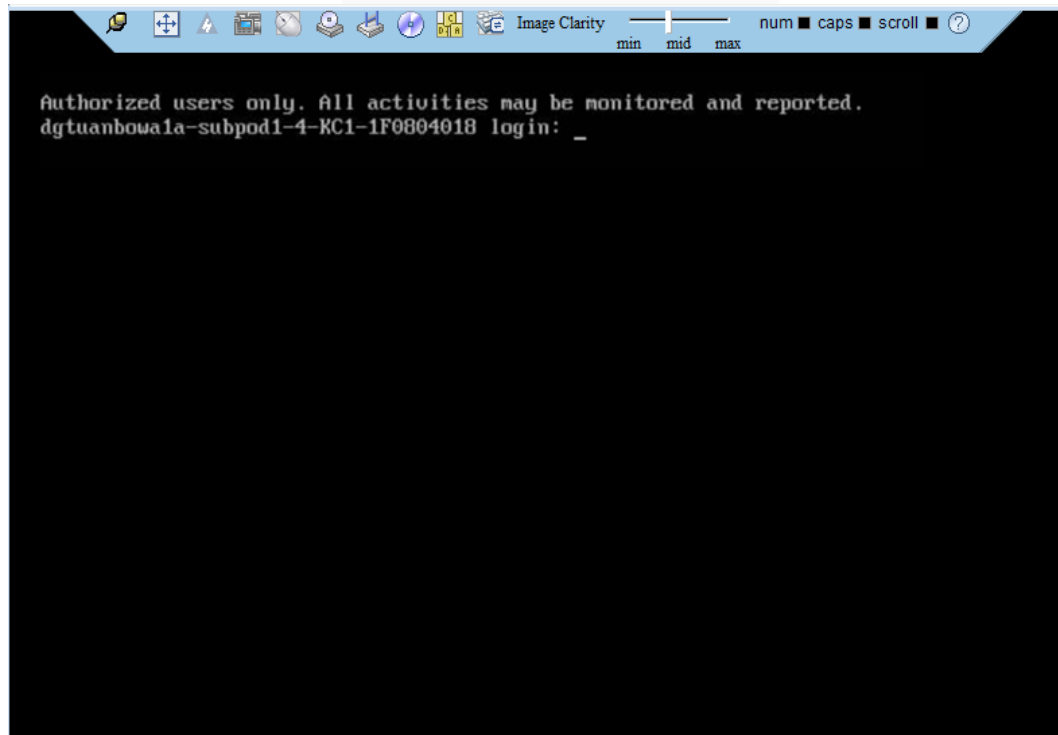 Image Clarity
min mid max
num caps scroll ?
Authorized users only. All activities may be monitored and reported.
dgtuanbowa1a-subpod1-4-KC1-1F0804018 login: _